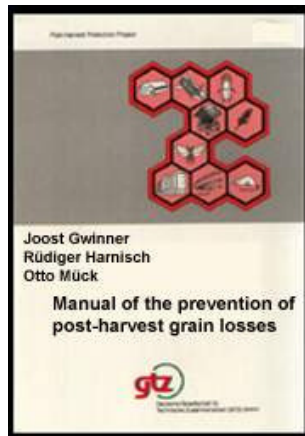 Post-Harvest Protection Project
Joost Gwinner
Rüdiger Harnisch
Otto Mück
Manual of the prevention of
post-harvest grain losses
gtz
Deutsche Gesellschaft für
Technische Zusammenarbeit (GTZ) GmbH